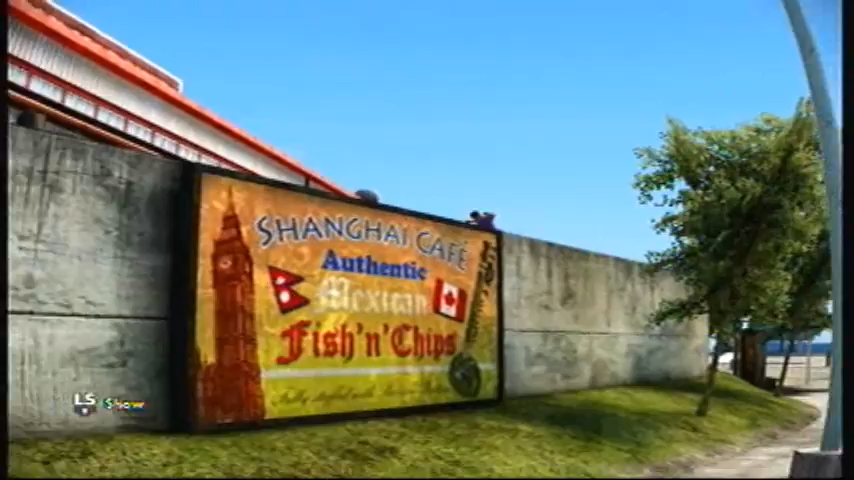 SHANGHAI CAFÉ
Authentic
Mexican
Fish 'n' Chips
LS
Show